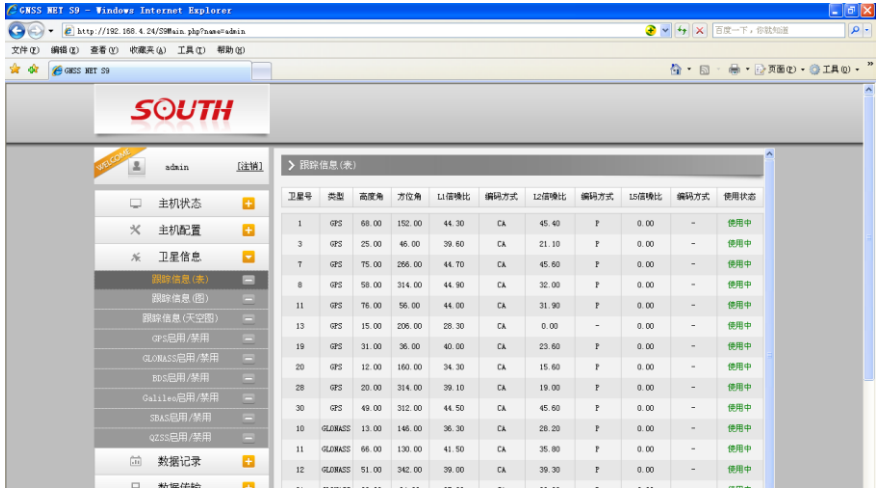 GNSS NET S9 - Windows Internet Explorer
http://192.168.4.24/S9Main.php?name=admin
百度一下，你就知道
文件(F) 编辑(E) 查看(V) 收藏夹(A) 工具(T) 帮助(H)
GNSS NET S9
页面(P) 工具(O) »
SOUTH
WELCOME
admin [注销]
主机状态
主机配置
卫星信息
跟踪信息(表)
跟踪信息(图)
跟踪信息(天空图)
GPS启用/禁用
GLONASS启用/禁用
BDS启用/禁用
Galileo启用/禁用
SBAS启用/禁用
QZSS启用/禁用
数据记录
数据传输
跟踪信息(表)
卫星号 类型 高度角 方位角 L1信噪比 编码方式 L2信噪比 编码方式 L5信噪比 编码方式 使用状态
1 GPS 68.00 152.00 44.30 CA 45.40 P 0.00 - 使用中
3 GPS 25.00 46.00 39.60 CA 21.10 P 0.00 - 使用中
7 GPS 75.00 266.00 44.70 CA 45.60 P 0.00 - 使用中
8 GPS 58.00 314.00 44.90 CA 32.00 P 0.00 - 使用中
11 GPS 76.00 56.00 44.00 CA 31.90 P 0.00 - 使用中
13 GPS 15.00 206.00 28.30 CA 0.00 - 0.00 - 使用中
19 GPS 31.00 36.00 40.00 CA 23.60 P 0.00 - 使用中
20 GPS 12.00 160.00 34.30 CA 15.60 P 0.00 - 使用中
28 GPS 20.00 314.00 39.10 CA 19.00 P 0.00 - 使用中
30 GPS 49.00 312.00 44.50 CA 45.60 P 0.00 - 使用中
10 GLONASS 13.00 146.00 36.30 CA 28.20 P 0.00 - 使用中
11 GLONASS 66.00 130.00 41.50 CA 35.80 P 0.00 - 使用中
12 GLONASS 51.00 342.00 39.00 CA 39.30 P 0.00 - 使用中